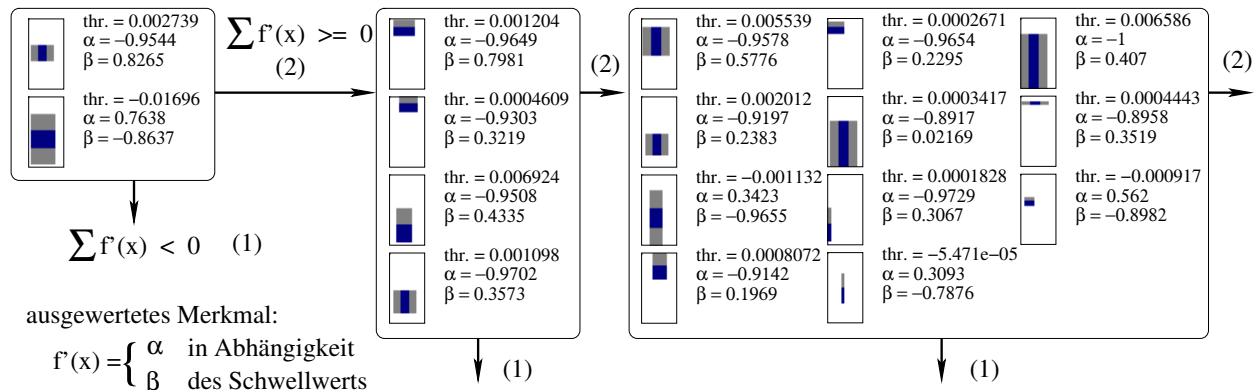 thr. = 0.002739
α = −0.9544
β = 0.8265
thr. = −0.01696
α = 0.7638
β = −0.8637
∑ f'(x) >= 0
(2)
∑ f'(x) < 0 (1)
ausgewertetes Merkmal:
f'(x) = { α in Abhängigkeit
β des Schwellwerts
thr. = 0.001204
α = −0.9649
β = 0.7981
thr. = 0.0004609
α = −0.9303
β = 0.3219
thr. = 0.006924
α = −0.9508
β = 0.4335
thr. = 0.001098
α = −0.9702
β = 0.3573
(2)
(1)
thr. = 0.005539
α = −0.9578
β = 0.5776
thr. = 0.002012
α = −0.9197
β = 0.2383
thr. = −0.001132
α = 0.3423
β = −0.9655
thr. = 0.0008072
α = −0.9142
β = 0.1969
thr. = 0.0002671
α = −0.9654
β = 0.2295
thr. = 0.0003417
α = −0.8917
β = 0.02169
thr. = 0.0001828
α = −0.9729
β = 0.3067
thr. = −5.471e−05
α = 0.3093
β = −0.7876
thr. = 0.006586
α = −1
β = 0.407
thr. = 0.0004443
α = −0.8958
β = 0.3519
thr. = −0.000917
α = 0.562
β = −0.8982
(2)
(1)